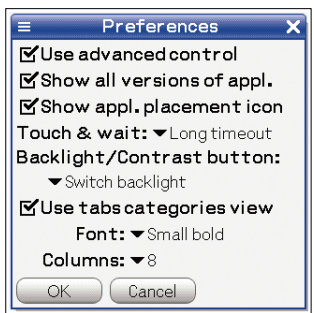 Preferences
Use advanced control
Show all versions of appl.
Show appl. placement icon
Touch & wait: Long timeout
Backlight/Contrast button:
Switch backlight
Use tabs categories view
Font: Small bold
Columns: 8
OK Cancel